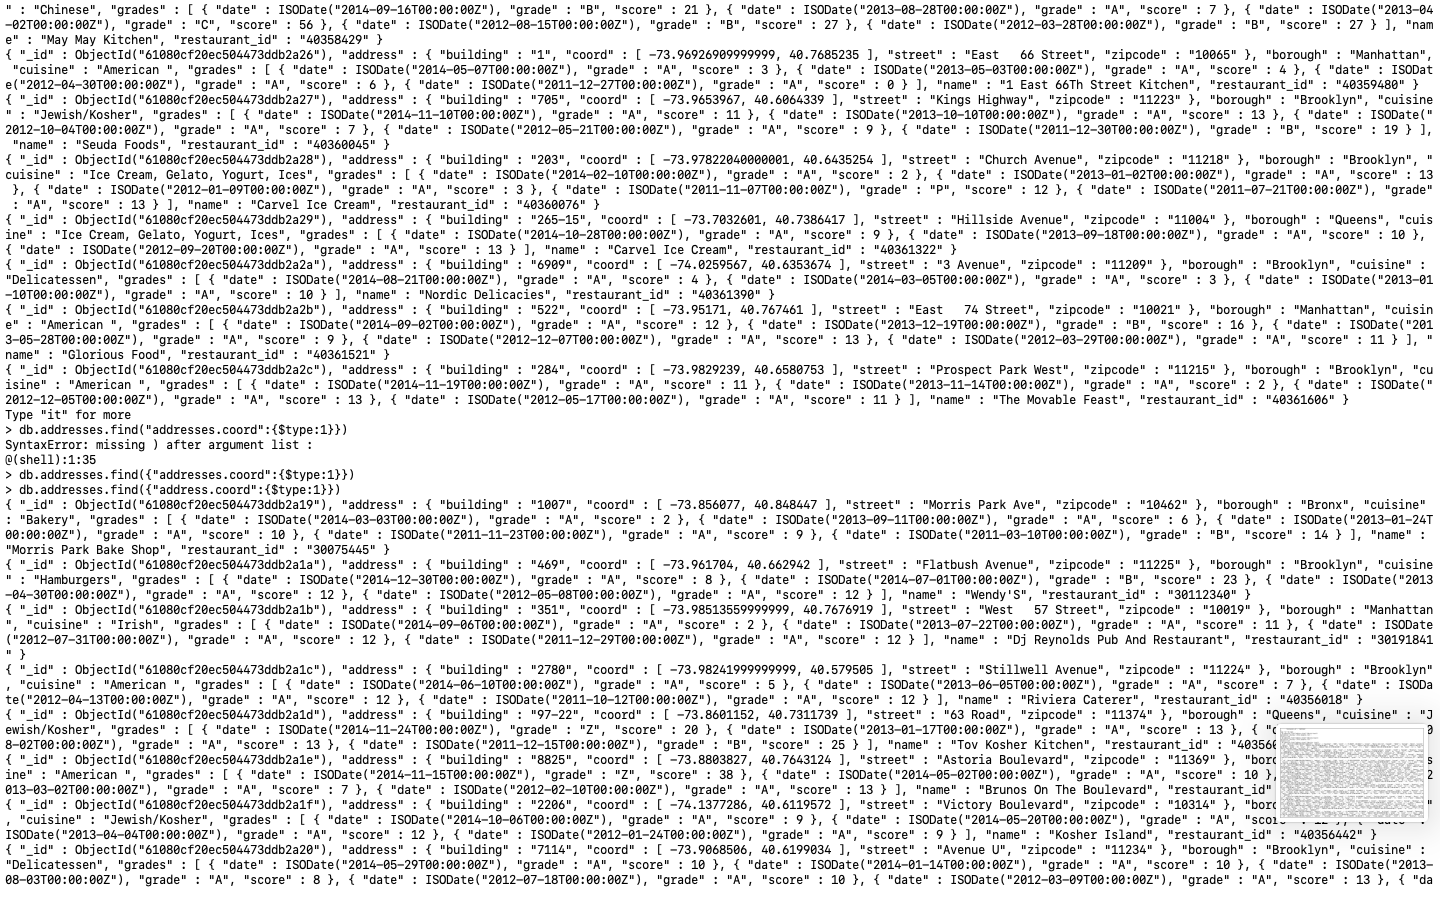 " : "Chinese", "grades" : [ { "date" : ISODate("2014-09-16T00:00:00Z"), "grade" : "B", "score" : 21 }, { "date" : ISODate("2013-08-28T00:00:00Z"), "grade" : "A", "score" : 7 }, { "date" : ISODate("2013-04
-02T00:00:00Z"), "grade" : "C", "score" : 56 }, { "date" : ISODate("2012-08-15T00:00:00Z"), "grade" : "B", "score" : 27 }, { "date" : ISODate("2012-03-28T00:00:00Z"), "grade" : "B", "score" : 27 } ], "nam
e" : "May May Kitchen", "restaurant_id" : "40358429" }
{ "_id" : ObjectId("61080cf20ec504473ddb2a26"), "address" : { "building" : "1", "coord" : [ -73.96926909999999, 40.7685235 ], "street" : "East   66 Street", "zipcode" : "10065" }, "borough" : "Manhattan",
 "cuisine" : "American ", "grades" : [ { "date" : ISODate("2014-05-07T00:00:00Z"), "grade" : "A", "score" : 3 }, { "date" : ISODate("2013-05-03T00:00:00Z"), "grade" : "A", "score" : 4 }, { "date" : ISODat
e("2012-04-30T00:00:00Z"), "grade" : "A", "score" : 6 }, { "date" : ISODate("2011-12-27T00:00:00Z"), "grade" : "A", "score" : 0 } ], "name" : "1 East 66Th Street Kitchen", "restaurant_id" : "40359480" }
{ "_id" : ObjectId("61080cf20ec504473ddb2a27"), "address" : { "building" : "705", "coord" : [ -73.9653967, 40.6064339 ], "street" : "Kings Highway", "zipcode" : "11223" }, "borough" : "Brooklyn", "cuisine
" : "Jewish/Kosher", "grades" : [ { "date" : ISODate("2014-11-10T00:00:00Z"), "grade" : "A", "score" : 11 }, { "date" : ISODate("2013-10-10T00:00:00Z"), "grade" : "A", "score" : 13 }, { "date" : ISODate("
2012-10-04T00:00:00Z"), "grade" : "A", "score" : 7 }, { "date" : ISODate("2012-05-21T00:00:00Z"), "grade" : "A", "score" : 9 }, { "date" : ISODate("2011-12-30T00:00:00Z"), "grade" : "B", "score" : 19 } ],
 "name" : "Seuda Foods", "restaurant_id" : "40360045" }
{ "_id" : ObjectId("61080cf20ec504473ddb2a28"), "address" : { "building" : "203", "coord" : [ -73.97822040000001, 40.6435254 ], "street" : "Church Avenue", "zipcode" : "11218" }, "borough" : "Brooklyn", "
cuisine" : "Ice Cream, Gelato, Yogurt, Ices", "grades" : [ { "date" : ISODate("2014-02-10T00:00:00Z"), "grade" : "A", "score" : 2 }, { "date" : ISODate("2013-01-02T00:00:00Z"), "grade" : "A", "score" : 13
 }, { "date" : ISODate("2012-01-09T00:00:00Z"), "grade" : "A", "score" : 3 }, { "date" : ISODate("2011-11-07T00:00:00Z"), "grade" : "P", "score" : 12 }, { "date" : ISODate("2011-07-21T00:00:00Z"), "grade"
 : "A", "score" : 13 } ], "name" : "Carvel Ice Cream", "restaurant_id" : "40360076" }
{ "_id" : ObjectId("61080cf20ec504473ddb2a29"), "address" : { "building" : "265-15", "coord" : [ -73.7032601, 40.7386417 ], "street" : "Hillside Avenue", "zipcode" : "11004" }, "borough" : "Queens", "cuis
ine" : "Ice Cream, Gelato, Yogurt, Ices", "grades" : [ { "date" : ISODate("2014-10-28T00:00:00Z"), "grade" : "A", "score" : 9 }, { "date" : ISODate("2013-09-18T00:00:00Z"), "grade" : "A", "score" : 10 },
{ "date" : ISODate("2012-09-20T00:00:00Z"), "grade" : "A", "score" : 13 } ], "name" : "Carvel Ice Cream", "restaurant_id" : "40361322" }
{ "_id" : ObjectId("61080cf20ec504473ddb2a2a"), "address" : { "building" : "6909", "coord" : [ -74.0259567, 40.6353674 ], "street" : "3 Avenue", "zipcode" : "11209" }, "borough" : "Brooklyn", "cuisine" :
"Delicatessen", "grades" : [ { "date" : ISODate("2014-08-21T00:00:00Z"), "grade" : "A", "score" : 4 }, { "date" : ISODate("2014-03-05T00:00:00Z"), "grade" : "A", "score" : 3 }, { "date" : ISODate("2013-01
-10T00:00:00Z"), "grade" : "A", "score" : 10 } ], "name" : "Nordic Delicacies", "restaurant_id" : "40361390" }
{ "_id" : ObjectId("61080cf20ec504473ddb2a2b"), "address" : { "building" : "522", "coord" : [ -73.95171, 40.767461 ], "street" : "East   74 Street", "zipcode" : "10021" }, "borough" : "Manhattan", "cuisin
e" : "American ", "grades" : [ { "date" : ISODate("2014-09-02T00:00:00Z"), "grade" : "A", "score" : 12 }, { "date" : ISODate("2013-12-19T00:00:00Z"), "grade" : "B", "score" : 16 }, { "date" : ISODate("201
3-05-28T00:00:00Z"), "grade" : "A", "score" : 9 }, { "date" : ISODate("2012-12-07T00:00:00Z"), "grade" : "A", "score" : 13 }, { "date" : ISODate("2012-03-29T00:00:00Z"), "grade" : "A", "score" : 11 } ], "
name" : "Glorious Food", "restaurant_id" : "40361521" }
{ "_id" : ObjectId("61080cf20ec504473ddb2a2c"), "address" : { "building" : "284", "coord" : [ -73.9829239, 40.6580753 ], "street" : "Prospect Park West", "zipcode" : "11215" }, "borough" : "Brooklyn", "cu
isine" : "American ", "grades" : [ { "date" : ISODate("2014-11-19T00:00:00Z"), "grade" : "A", "score" : 11 }, { "date" : ISODate("2013-11-14T00:00:00Z"), "grade" : "A", "score" : 2 }, { "date" : ISODate("
2012-12-05T00:00:00Z"), "grade" : "A", "score" : 13 }, { "date" : ISODate("2012-05-17T00:00:00Z"), "grade" : "A", "score" : 11 } ], "name" : "The Movable Feast", "restaurant_id" : "40361606" }
Type "it" for more
> db.addresses.find("addresses.coord":{$type:1}})
SyntaxError: missing ) after argument list :
@(shell):1:35
> db.addresses.find({"addresses.coord":{$type:1}})
> db.addresses.find({"address.coord":{$type:1}})
{ "_id" : ObjectId("61080cf20ec504473ddb2a19"), "address" : { "building" : "1007", "coord" : [ -73.856077, 40.848447 ], "street" : "Morris Park Ave", "zipcode" : "10462" }, "borough" : "Bronx", "cuisine"
: "Bakery", "grades" : [ { "date" : ISODate("2014-03-03T00:00:00Z"), "grade" : "A", "score" : 2 }, { "date" : ISODate("2013-09-11T00:00:00Z"), "grade" : "A", "score" : 6 }, { "date" : ISODate("2013-01-24T
00:00:00Z"), "grade" : "A", "score" : 10 }, { "date" : ISODate("2011-11-23T00:00:00Z"), "grade" : "A", "score" : 9 }, { "date" : ISODate("2011-03-10T00:00:00Z"), "grade" : "B", "score" : 14 } ], "name" :
"Morris Park Bake Shop", "restaurant_id" : "30075445" }
{ "_id" : ObjectId("61080cf20ec504473ddb2a1a"), "address" : { "building" : "469", "coord" : [ -73.961704, 40.662942 ], "street" : "Flatbush Avenue", "zipcode" : "11225" }, "borough" : "Brooklyn", "cuisine
" : "Hamburgers", "grades" : [ { "date" : ISODate("2014-12-30T00:00:00Z"), "grade" : "A", "score" : 8 }, { "date" : ISODate("2014-07-01T00:00:00Z"), "grade" : "B", "score" : 23 }, { "date" : ISODate("2013
-04-30T00:00:00Z"), "grade" : "A", "score" : 12 }, { "date" : ISODate("2012-05-08T00:00:00Z"), "grade" : "A", "score" : 12 } ], "name" : "Wendy'S", "restaurant_id" : "30112340" }
{ "_id" : ObjectId("61080cf20ec504473ddb2a1b"), "address" : { "building" : "351", "coord" : [ -73.98513559999999, 40.7676919 ], "street" : "West   57 Street", "zipcode" : "10019" }, "borough" : "Manhattan
", "cuisine" : "Irish", "grades" : [ { "date" : ISODate("2014-09-06T00:00:00Z"), "grade" : "A", "score" : 2 }, { "date" : ISODate("2013-07-22T00:00:00Z"), "grade" : "A", "score" : 11 }, { "date" : ISODate
("2012-07-31T00:00:00Z"), "grade" : "A", "score" : 12 }, { "date" : ISODate("2011-12-29T00:00:00Z"), "grade" : "A", "score" : 12 } ], "name" : "Dj Reynolds Pub And Restaurant", "restaurant_id" : "30191841
" }
{ "_id" : ObjectId("61080cf20ec504473ddb2a1c"), "address" : { "building" : "2780", "coord" : [ -73.98241999999999, 40.579505 ], "street" : "Stillwell Avenue", "zipcode" : "11224" }, "borough" : "Brooklyn"
, "cuisine" : "American ", "grades" : [ { "date" : ISODate("2014-06-10T00:00:00Z"), "grade" : "A", "score" : 5 }, { "date" : ISODate("2013-06-05T00:00:00Z"), "grade" : "A", "score" : 7 }, { "date" : ISODa
te("2012-04-13T00:00:00Z"), "grade" : "A", "score" : 12 }, { "date" : ISODate("2011-10-12T00:00:00Z"), "grade" : "A", "score" : 12 } ], "name" : "Riviera Caterer", "restaurant_id" : "40356018" }
{ "_id" : ObjectId("61080cf20ec504473ddb2a1d"), "address" : { "building" : "97-22", "coord" : [ -73.8601152, 40.7311739 ], "street" : "63 Road", "zipcode" : "11374" }, "borough" : "Queens", "cuisine" : "J
ewish/Kosher", "grades" : [ { "date" : ISODate("2014-11-24T00:00:00Z"), "grade" : "Z", "score" : 20 }, { "date" : ISODate("2013-01-17T00:00:00Z"), "grade" : "A", "score" : 13 }, {
8-02T00:00:00Z"), "grade" : "A", "score" : 13 }, { "date" : ISODate("2011-12-15T00:00:00Z"), "grade" : "B", "score" : 25 } ], "name" : "Tov Kosher Kitchen", "restaurant_id" :
{ "_id" : ObjectId("61080cf20ec504473ddb2a1e"), "address" : { "building" : "8825", "coord" : [ -73.8803827, 40.7643124 ], "street" : "Astoria Boulevard", "zipcode" : "11369" },
ine" : "American ", "grades" : [ { "date" : ISODate("2014-11-15T00:00:00Z"), "grade" : "Z", "score" : 38 }, { "date" : ISODate("2014-05-02T00:00:00Z"), "grade" : "A", "score" : 10 },
013-03-02T00:00:00Z"), "grade" : "A", "score" : 7 }, { "date" : ISODate("2012-02-10T00:00:00Z"), "grade" : "A", "score" : 13 } ], "name" : "Brunos On The Boulevard", "restaurant_id"
{ "_id" : ObjectId("61080cf20ec504473ddb2a1f"), "address" : { "building" : "2206", "coord" : [ -74.1377286, 40.6119572 ], "street" : "Victory Boulevard", "zipcode" : "10314" },
, "cuisine" : "Jewish/Kosher", "grades" : [ { "date" : ISODate("2014-10-06T00:00:00Z"), "grade" : "A", "score" : 9 }, { "date" : ISODate("2014-05-20T00:00:00Z"), "grade" : "A",
ISODate("2013-04-04T00:00:00Z"), "grade" : "A", "score" : 12 }, { "date" : ISODate("2012-01-24T00:00:00Z"), "grade" : "A", "score" : 9 } ], "name" : "Kosher Island", "restaurant_id" : "40356442" }
{ "_id" : ObjectId("61080cf20ec504473ddb2a20"), "address" : { "building" : "7114", "coord" : [ -73.9068506, 40.6199034 ], "street" : "Avenue U", "zipcode" : "11234" }, "borough" : "Brooklyn", "cuisine" :
"Delicatessen", "grades" : [ { "date" : ISODate("2014-05-29T00:00:00Z"), "grade" : "A", "score" : 10 }, { "date" : ISODate("2014-01-14T00:00:00Z"), "grade" : "A", "score" : 10 }, { "date" : ISODate("2013-
08-03T00:00:00Z"), "grade" : "A", "score" : 8 }, { "date" : ISODate("2012-07-18T00:00:00Z"), "grade" : "A", "score" : 10 }, { "date" : ISODate("2012-03-09T00:00:00Z"), "grade" : "A", "score" : 13 }, { "da